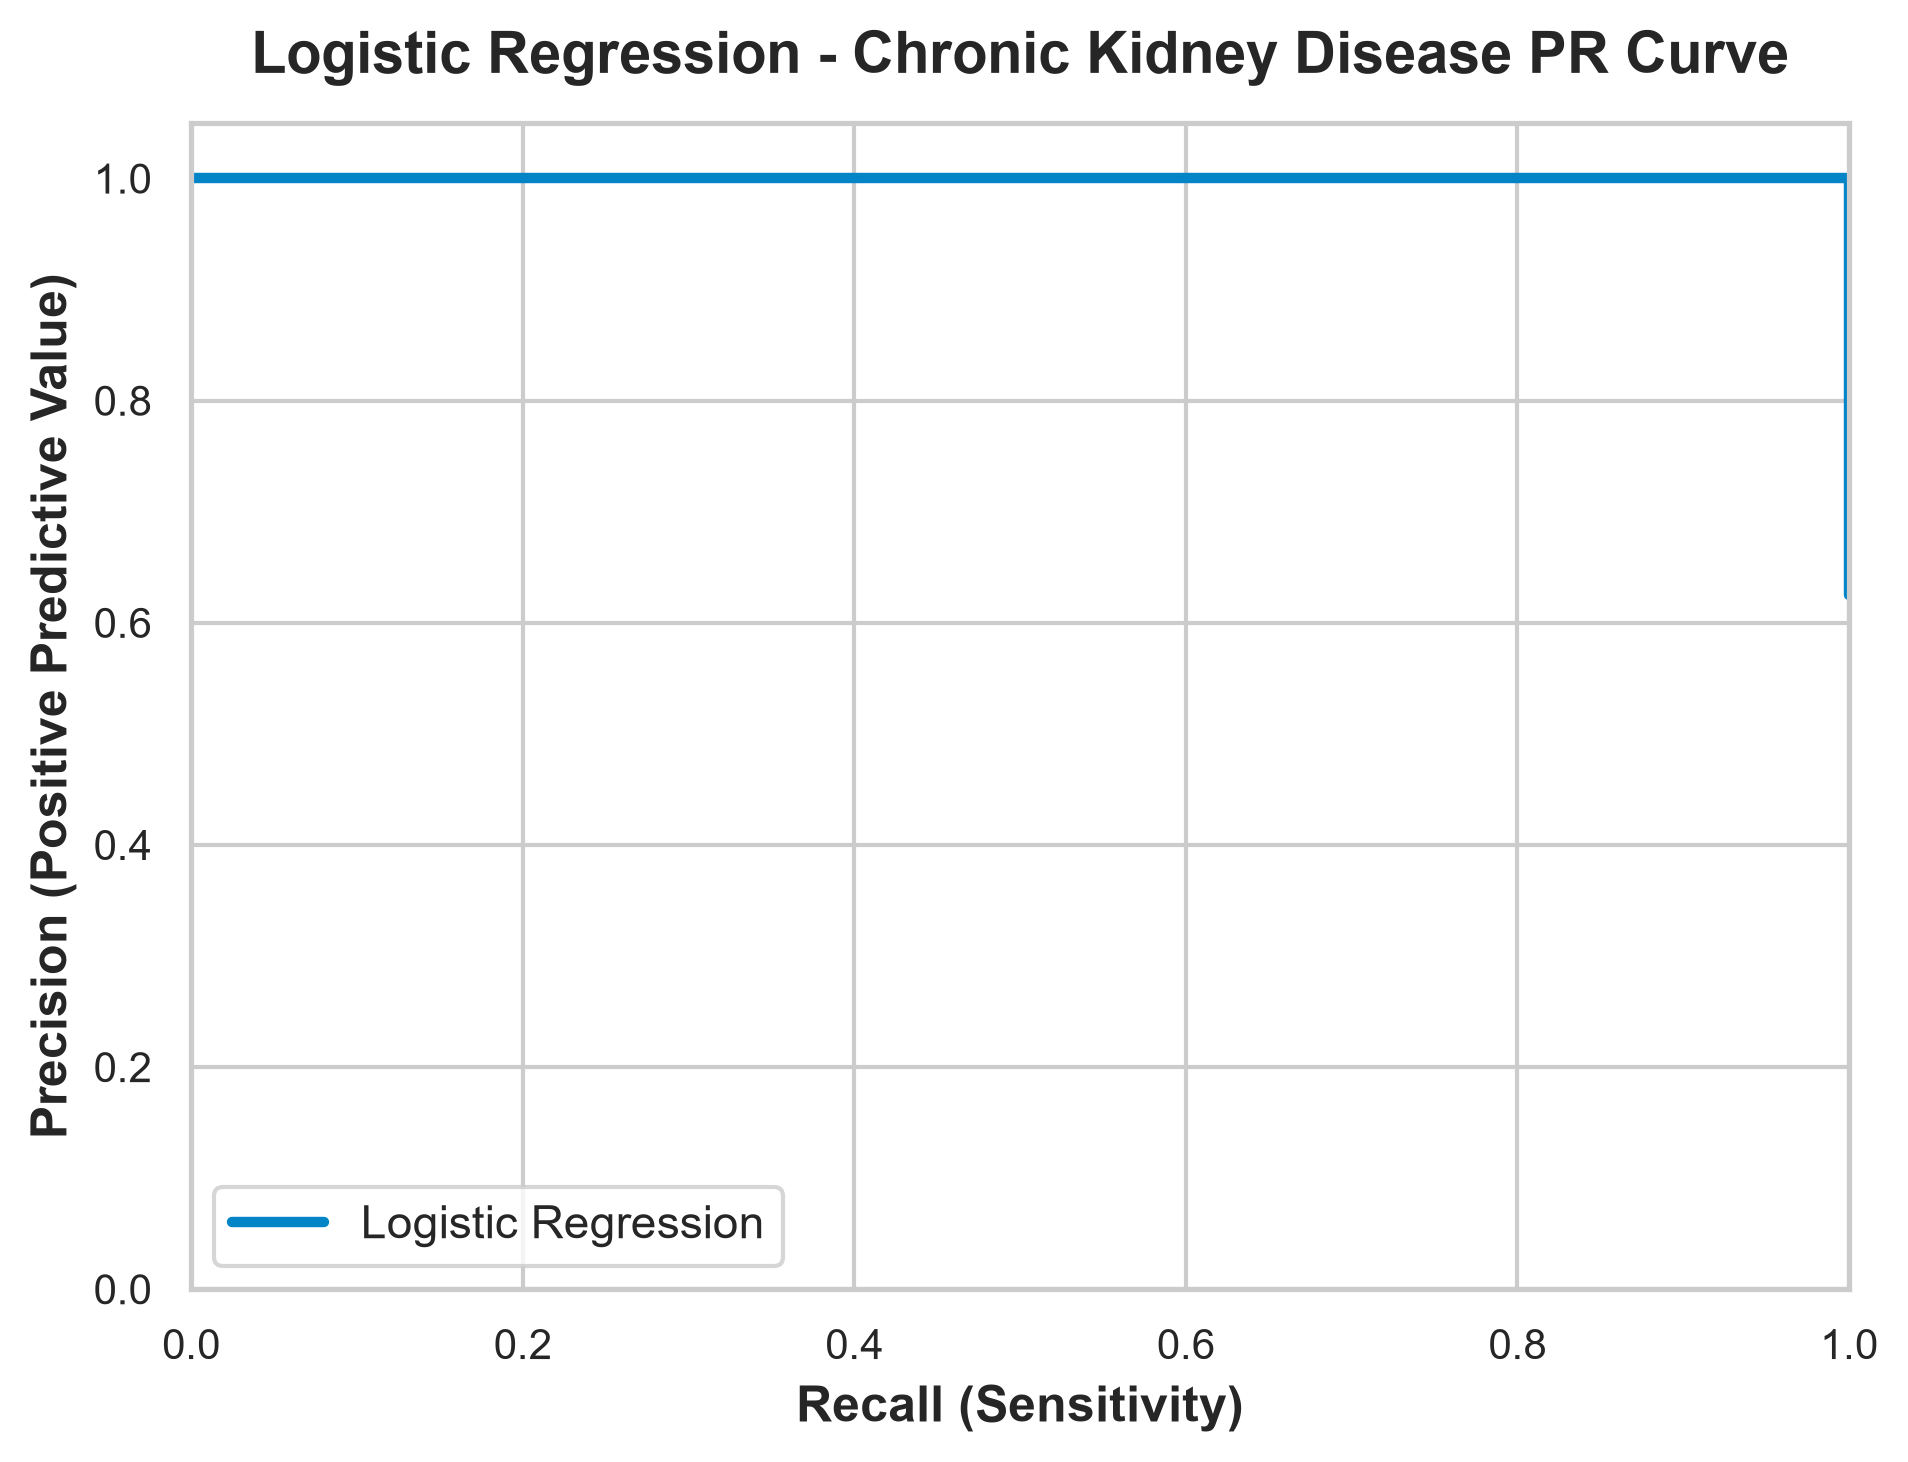 Logistic Regression - Chronic Kidney Disease PR Curve
Precision (Positive Predictive Value)
1.0
0.8
0.6
0.4
0.2
0.0
Logistic Regression
0.0 0.2 0.4 0.6 0.8 1.0
Recall (Sensitivity)